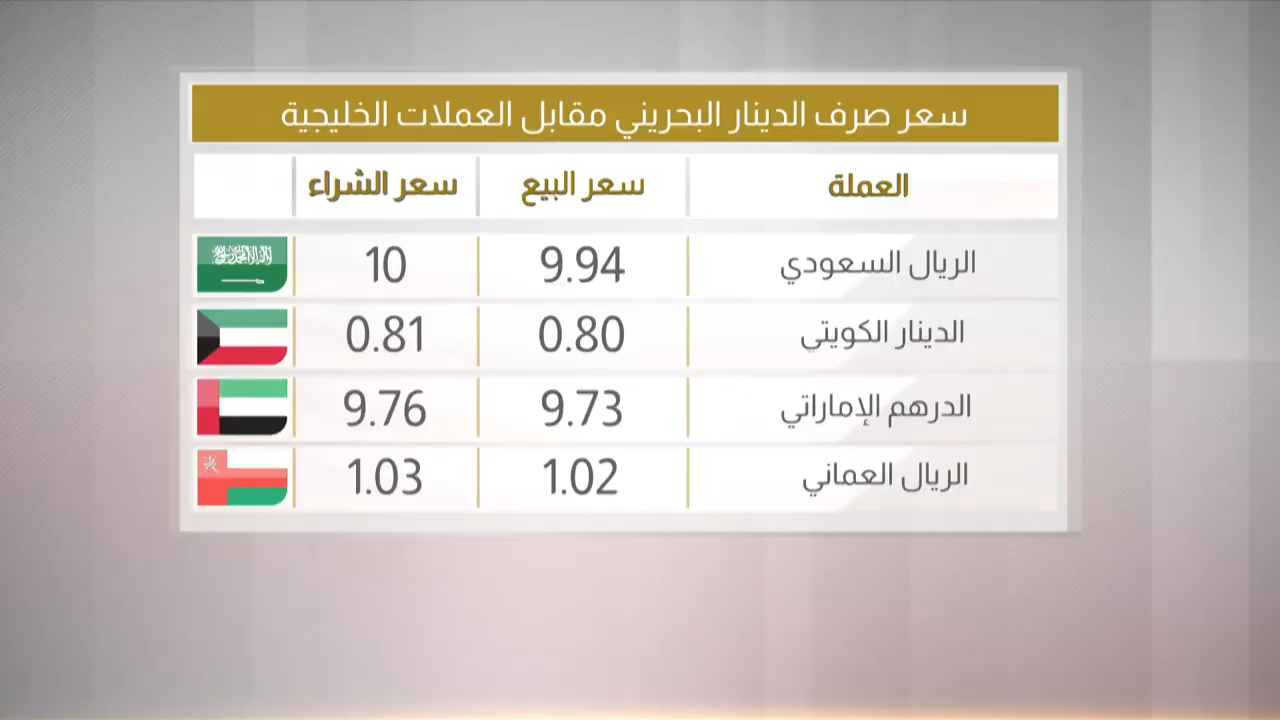 سعر صرف الدينار البحريني مقابل العملات الخليجية
العملة سعر البيع سعر الشراء
الريال السعودي 9.94 10
الدينار الكويتي 0.80 0.81
الدرهم الإماراتي 9.73 9.76
الريال العماني 1.02 1.03